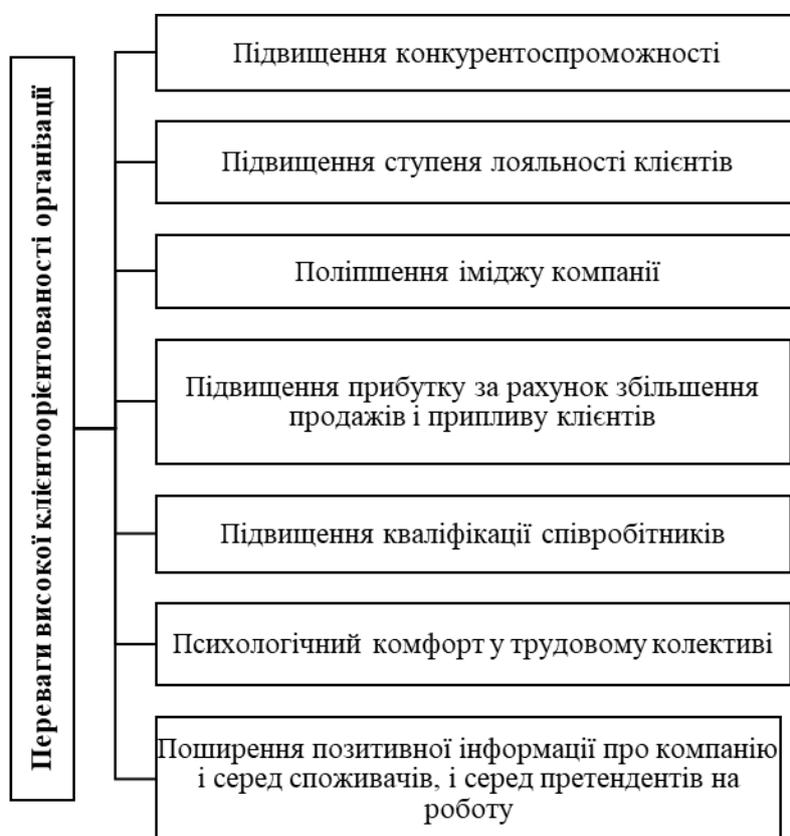 Переваги високої клієнтоорієнтованості організації
Підвищення конкурентоспроможності
Підвищення ступеня лояльності клієнтів
Поліпшення іміджу компанії
Підвищення прибутку за рахунок збільшення
продажів і припливу клієнтів
Підвищення кваліфікації співробітників
Психологічний комфорт у трудовому колективі
Поширення позитивної інформації про компанію
і серед споживачів, і серед претендентів на
роботу